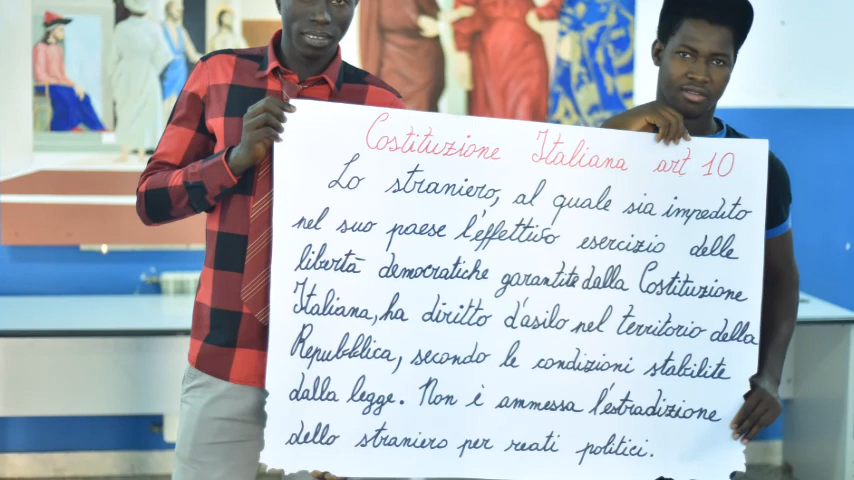 Costituzione Italiana art 10
Lo straniero, al quale sia impedito
nel suo paese l'effettivo esercizio delle
libertà democratiche garantite dalla Costituzione
Italiana, ha diritto d'asilo nel territorio della
Repubblica, secondo le condizioni stabilite
dalla legge. Non è ammessa l'estradizione
dello straniero per reati politici.